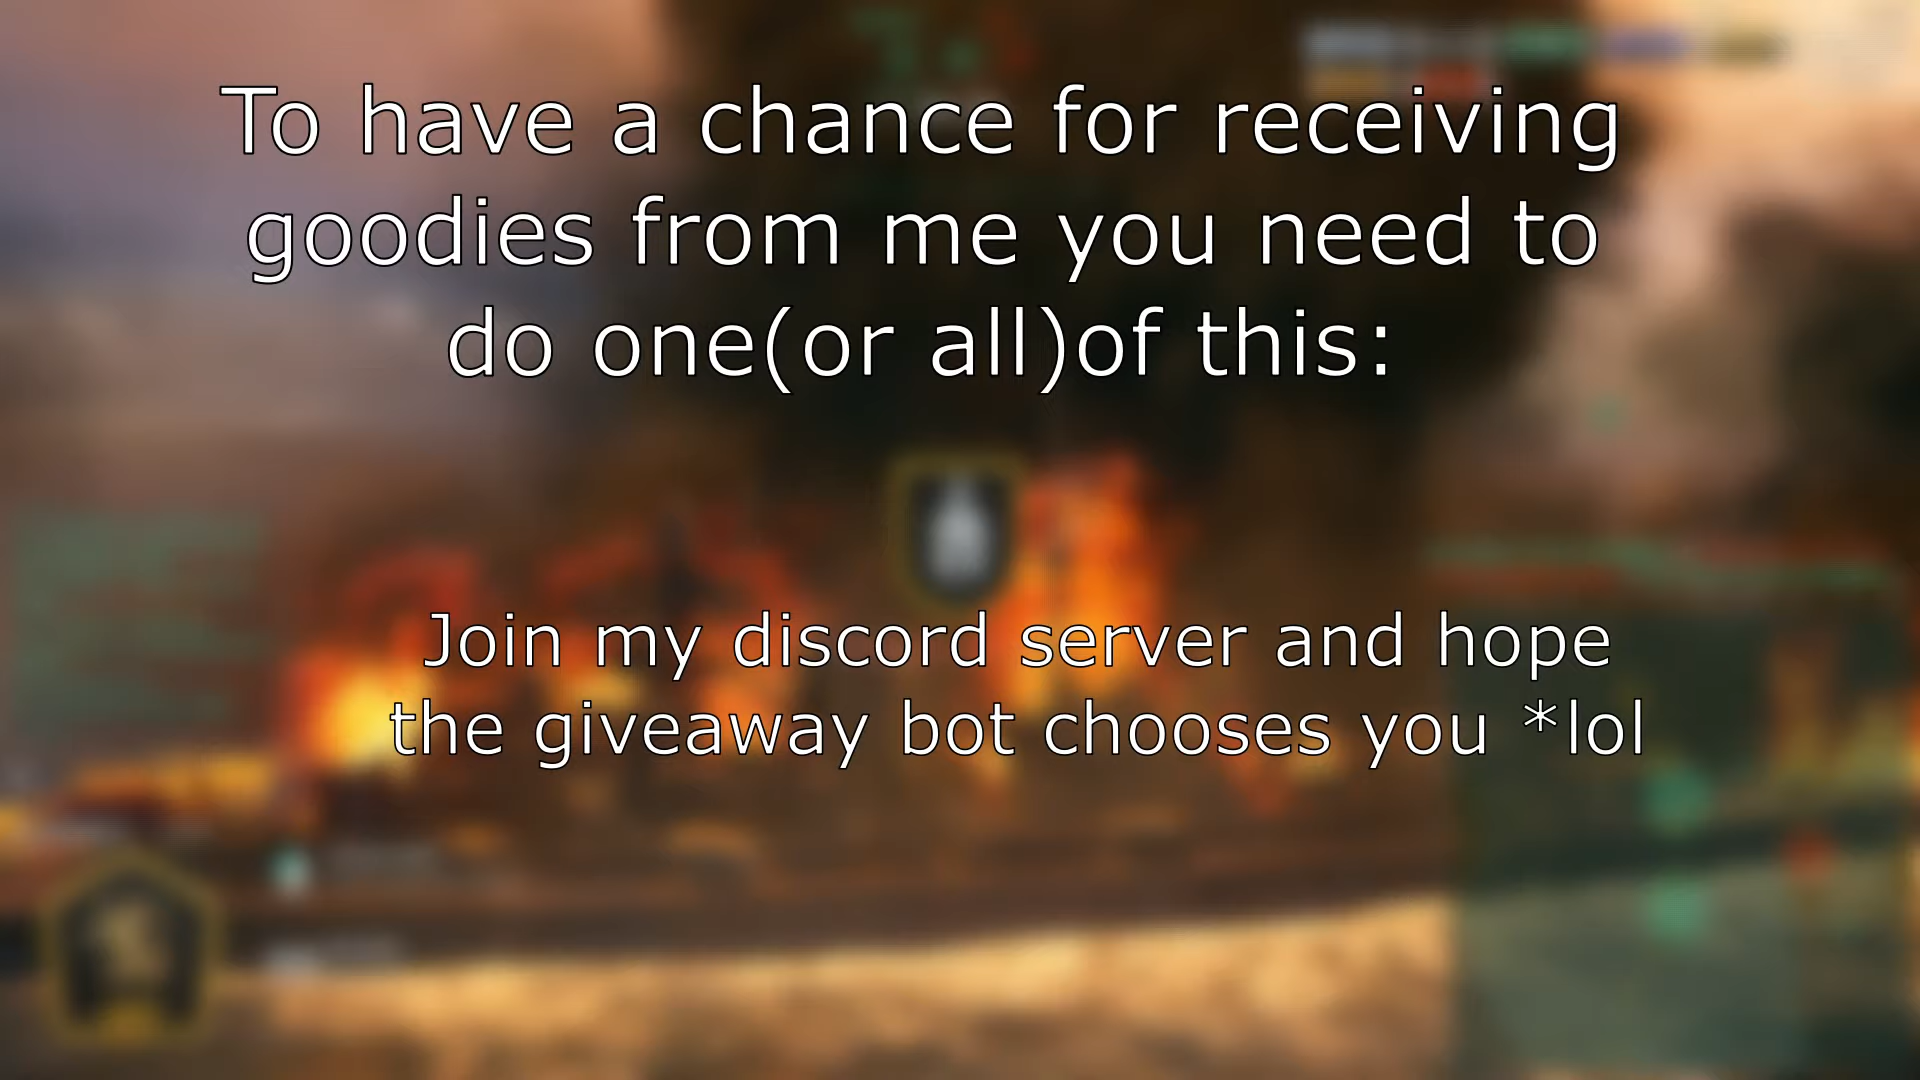 To have a chance for receiving
goodies from me you need to
do one(or all)of this:
Join my discord server and hope
the giveaway bot chooses you *lol